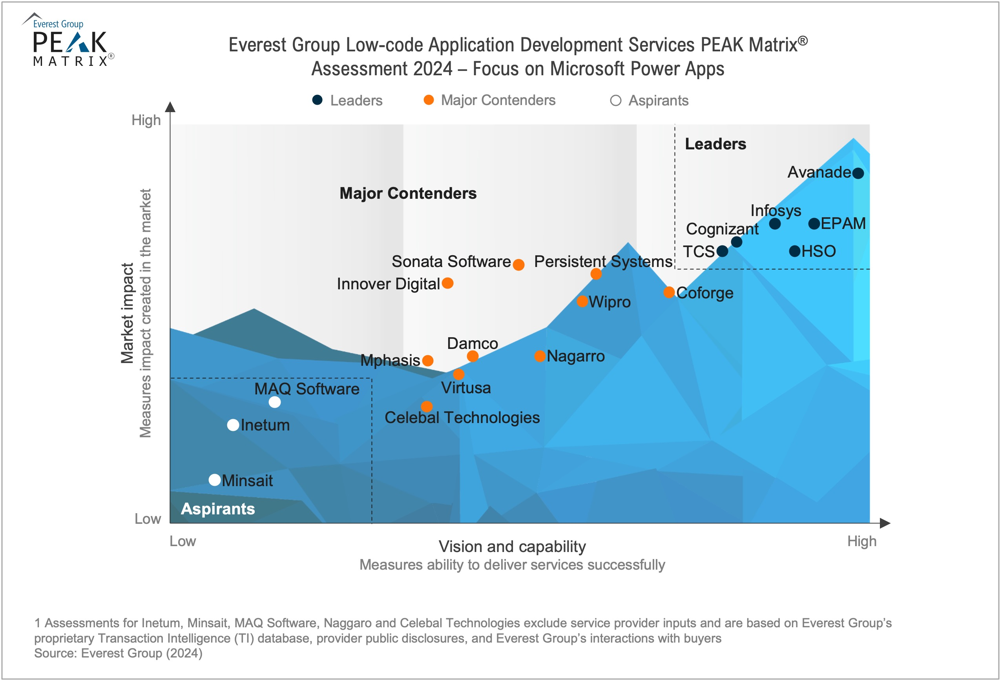 Everest Group
PEAK
MATRIX®
Everest Group Low-code Application Development Services PEAK Matrix®
Assessment 2024 – Focus on Microsoft Power Apps
Leaders
Major Contenders
Aspirants
High
Leaders
Avanade
Major Contenders
Infosys
EPAM
Cognizant
TCS
HSO
Sonata Software
Persistent Systems
Innover Digital
Coforge
Wipro
Market impact
Measures impact created in the market
Damco
Mphasis
Nagarro
MAQ Software
Virtusa
Celebal Technologies
Inetum
Minsait
Aspirants
Low
Low
High
Vision and capability
Measures ability to deliver services successfully
1 Assessments for Inetum, Minsait, MAQ Software, Naggaro and Celebal Technologies exclude service provider inputs and are based on Everest Group’s
proprietary Transaction Intelligence (TI) database, provider public disclosures, and Everest Group’s interactions with buyers
Source: Everest Group (2024)